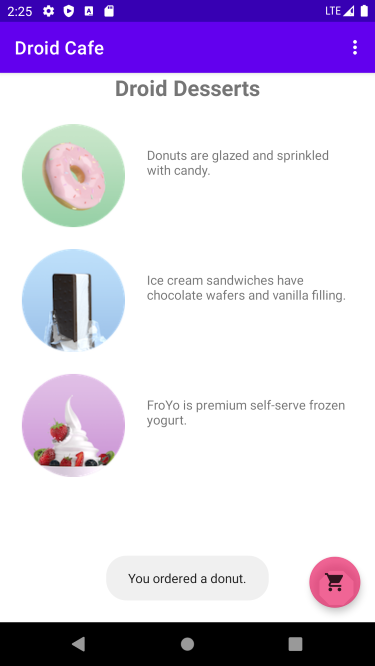 2:25
LTE
Droid Cafe
Droid Desserts
Donuts are glazed and sprinkled
with candy.
Ice cream sandwiches have
chocolate wafers and vanilla filling.
FroYo is premium self-serve frozen
yogurt.
You ordered a donut.